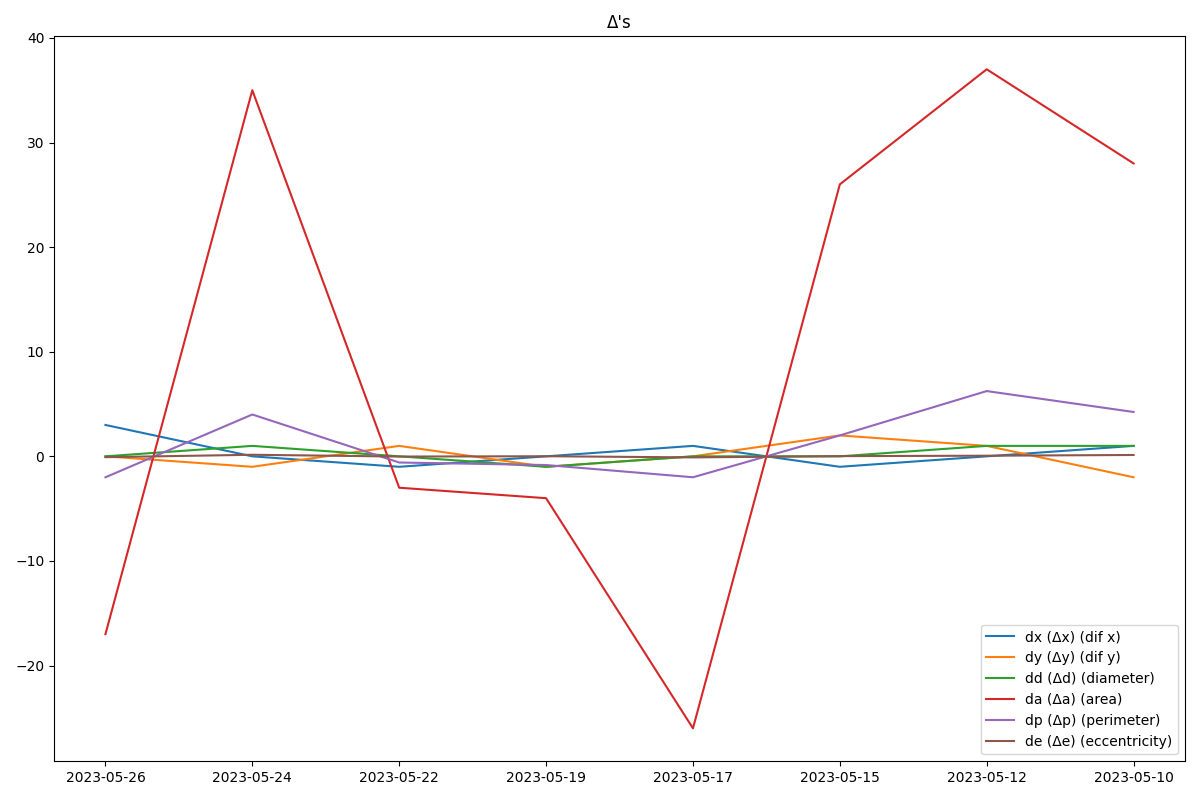 Δ's
40
30
20
10
0
−10
−20
2023-05-26 2023-05-24 2023-05-22 2023-05-19 2023-05-17 2023-05-15 2023-05-12 2023-05-10
dx (Δx) (dif x)
dy (Δy) (dif y)
dd (Δd) (diameter)
da (Δa) (area)
dp (Δp) (perimeter)
de (Δe) (eccentricity)